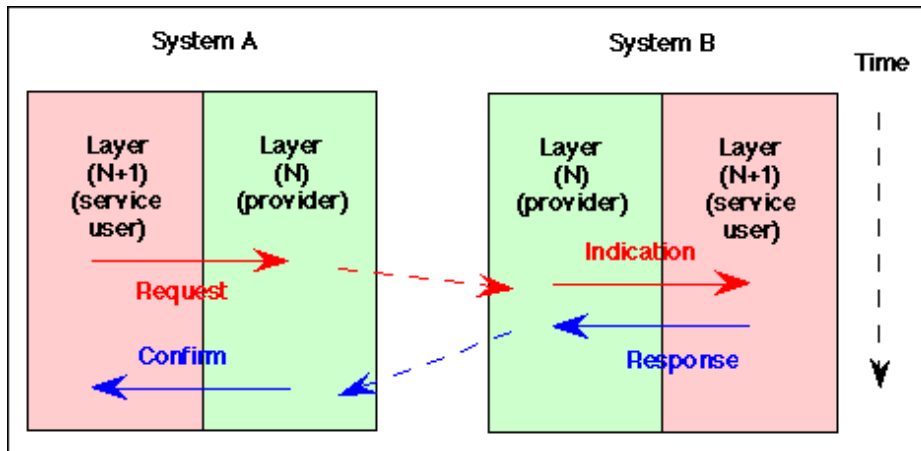 System A
System B
Time
Layer
(N+1)
(service
user)
Layer
(N)
(provider)
Layer
(N)
(provider)
Layer
(N+1)
(service
user)
Request
Indication
Confirm
Response